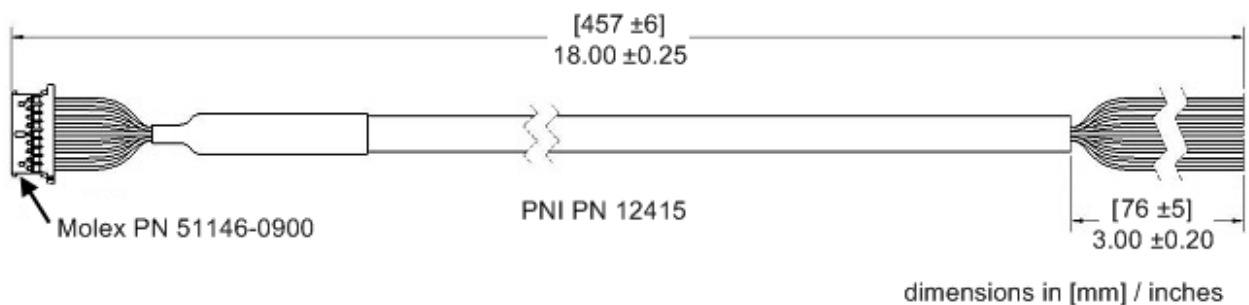 [457 ±6]
18.00 ±0.25
Molex PN 51146-0900
PNI PN 12415
[76 ±5]
3.00 ±0.20
dimensions in [mm] / inches